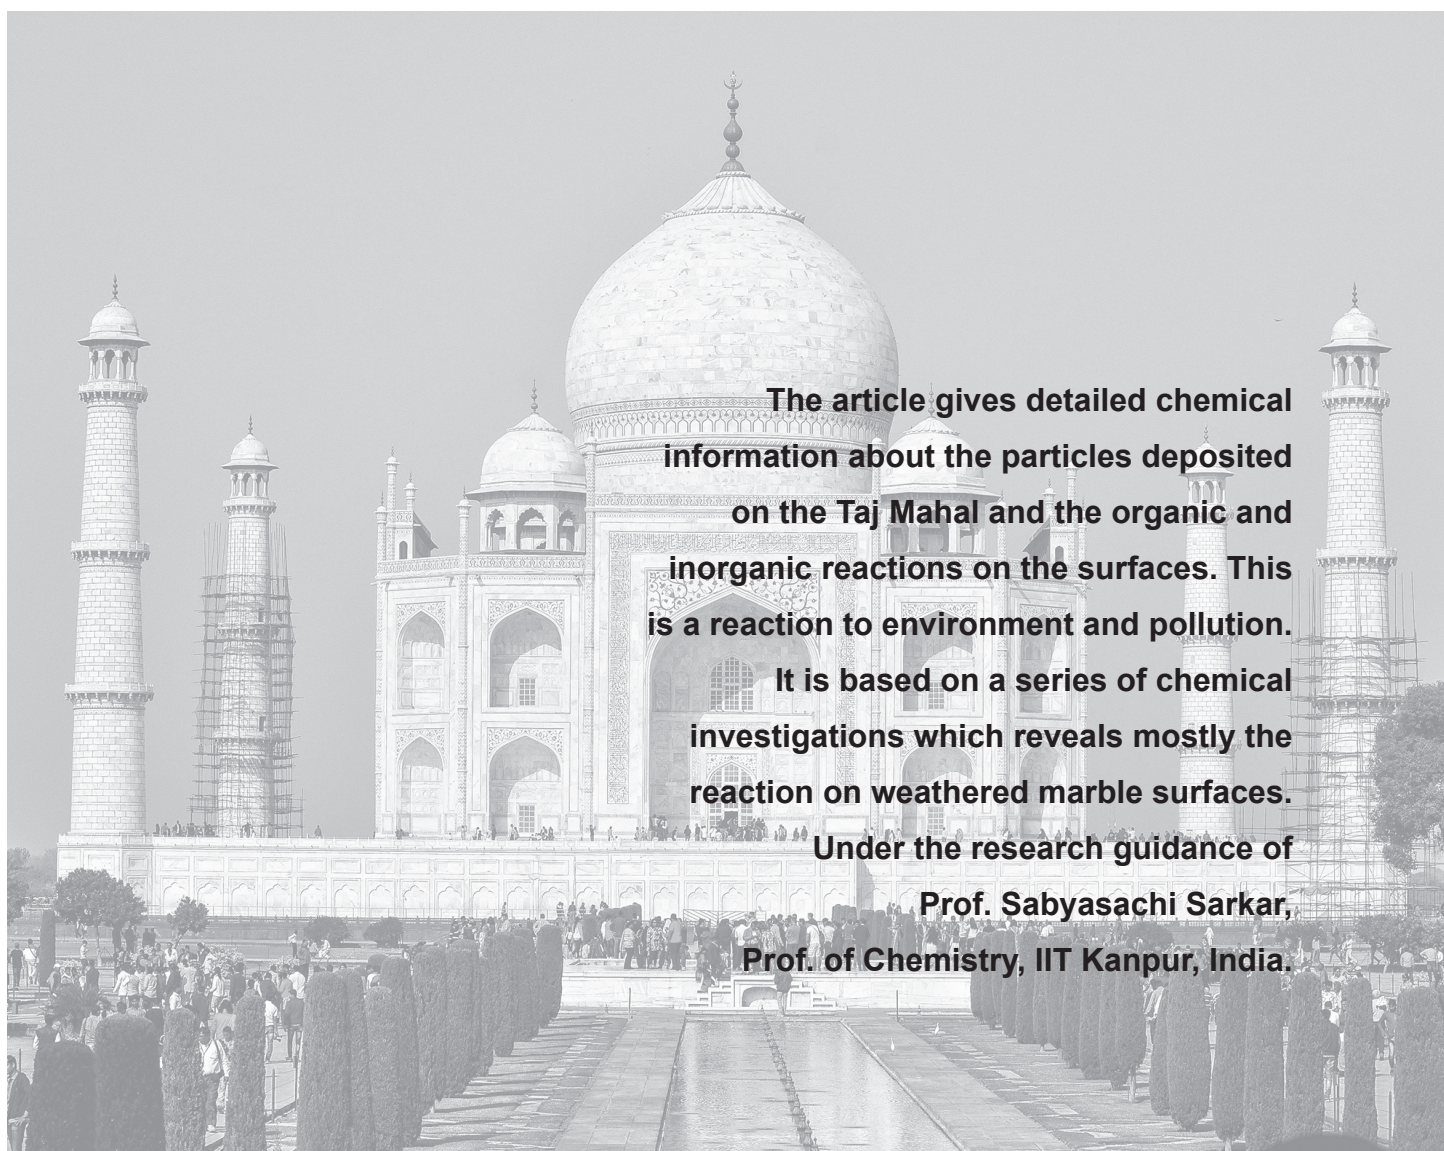 The article gives detailed chemical
information about the particles deposited
on the Taj Mahal and the organic and
inorganic reactions on the surfaces. This
is a reaction to environment and pollution.
It is based on a series of chemical
investigations which reveals mostly the
reaction on weathered marble surfaces.
Under the research guidance of
Prof. Sabyasachi Sarkar,
Prof. of Chemistry, IIT Kanpur, India.